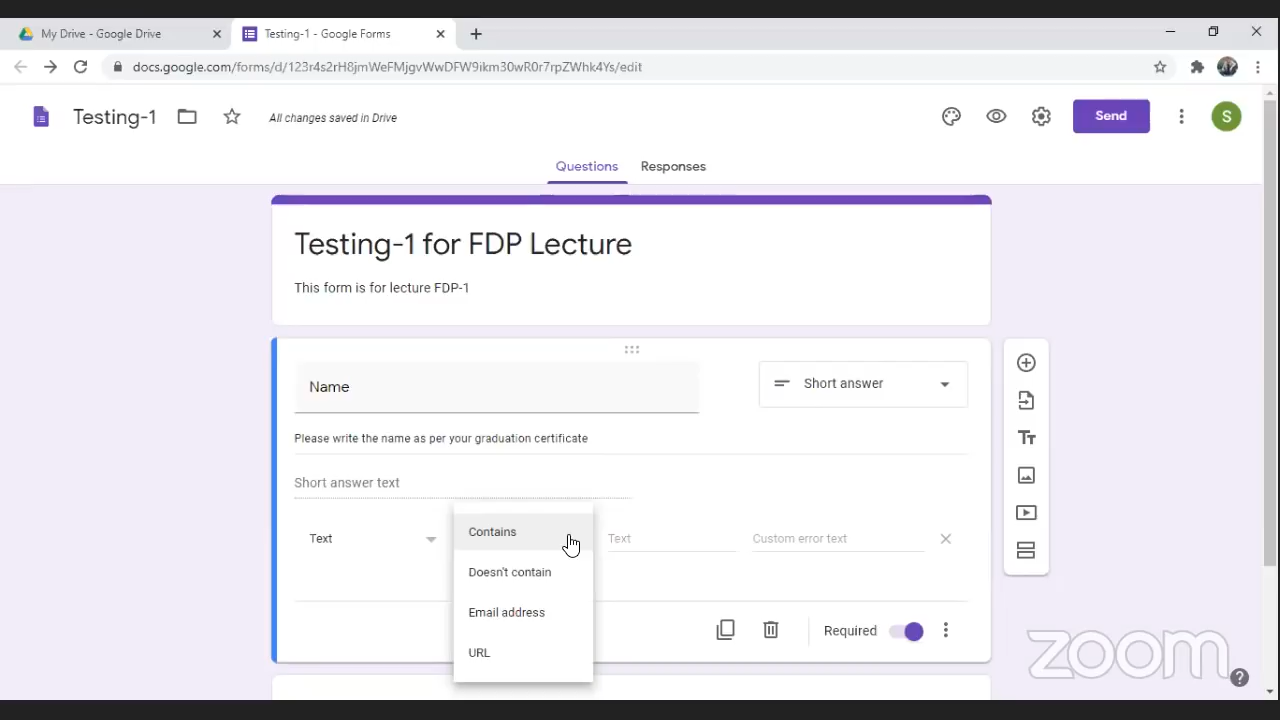 My Drive - Google Drive
Testing-1 - Google Forms
docs.google.com/forms/d/123r4s2rH8jmWeFMjgvWwDFW9ikm30wR0r7rpZWhk4Ys/edit
Testing-1
All changes saved in Drive
Send
S
Questions
Responses
Testing-1 for FDP Lecture
This form is for lecture FDP-1
Name
Short answer
Please write the name as per your graduation certificate
Short answer text
Text
Contains
Text
Custom error text
Doesn't contain
Email address
URL
Required
zoom